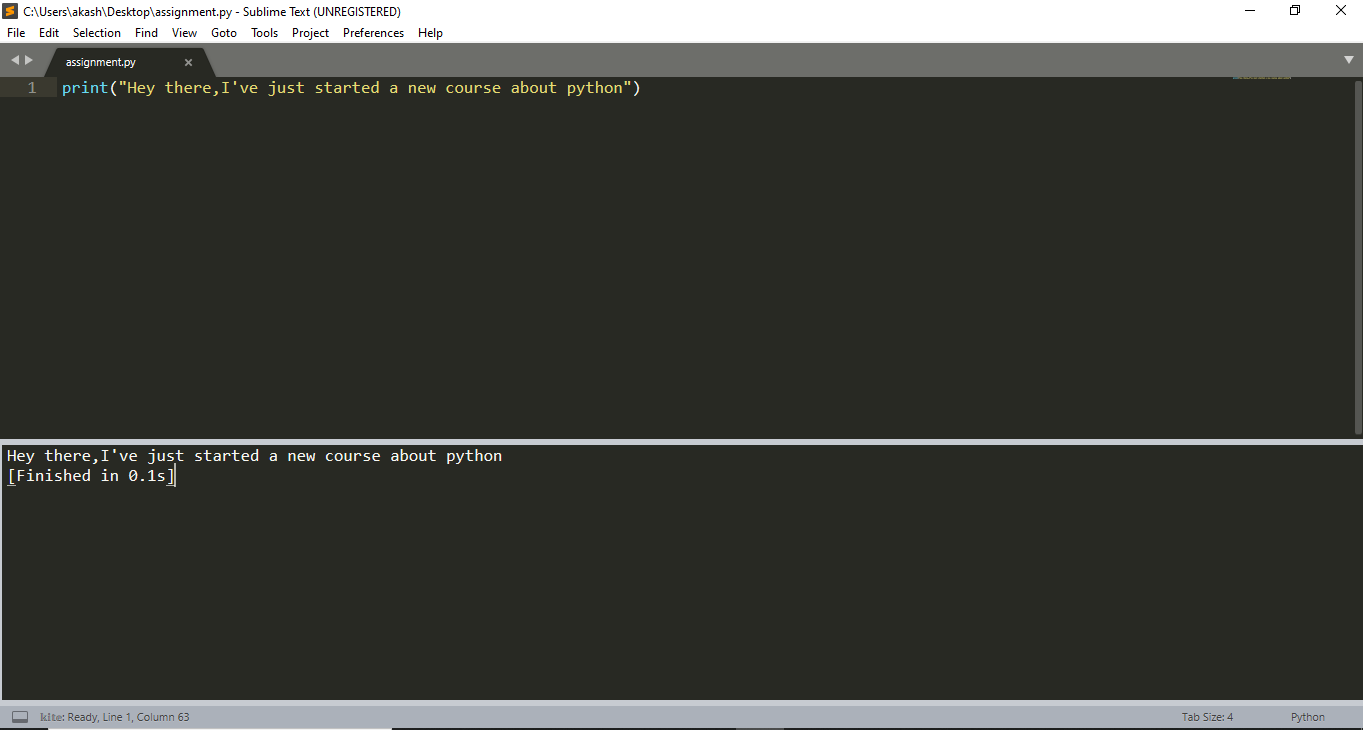 C:\Users\akash\Desktop\assignment.py - Sublime Text (UNREGISTERED)
File Edit Selection Find View Goto Tools Project Preferences Help
assignment.py
1 print("Hey there,I've just started a new course about python")
Hey there,I've just started a new course about python
[Finished in 0.1s]
kite: Ready, Line 1, Column 63 Tab Size: 4 Python